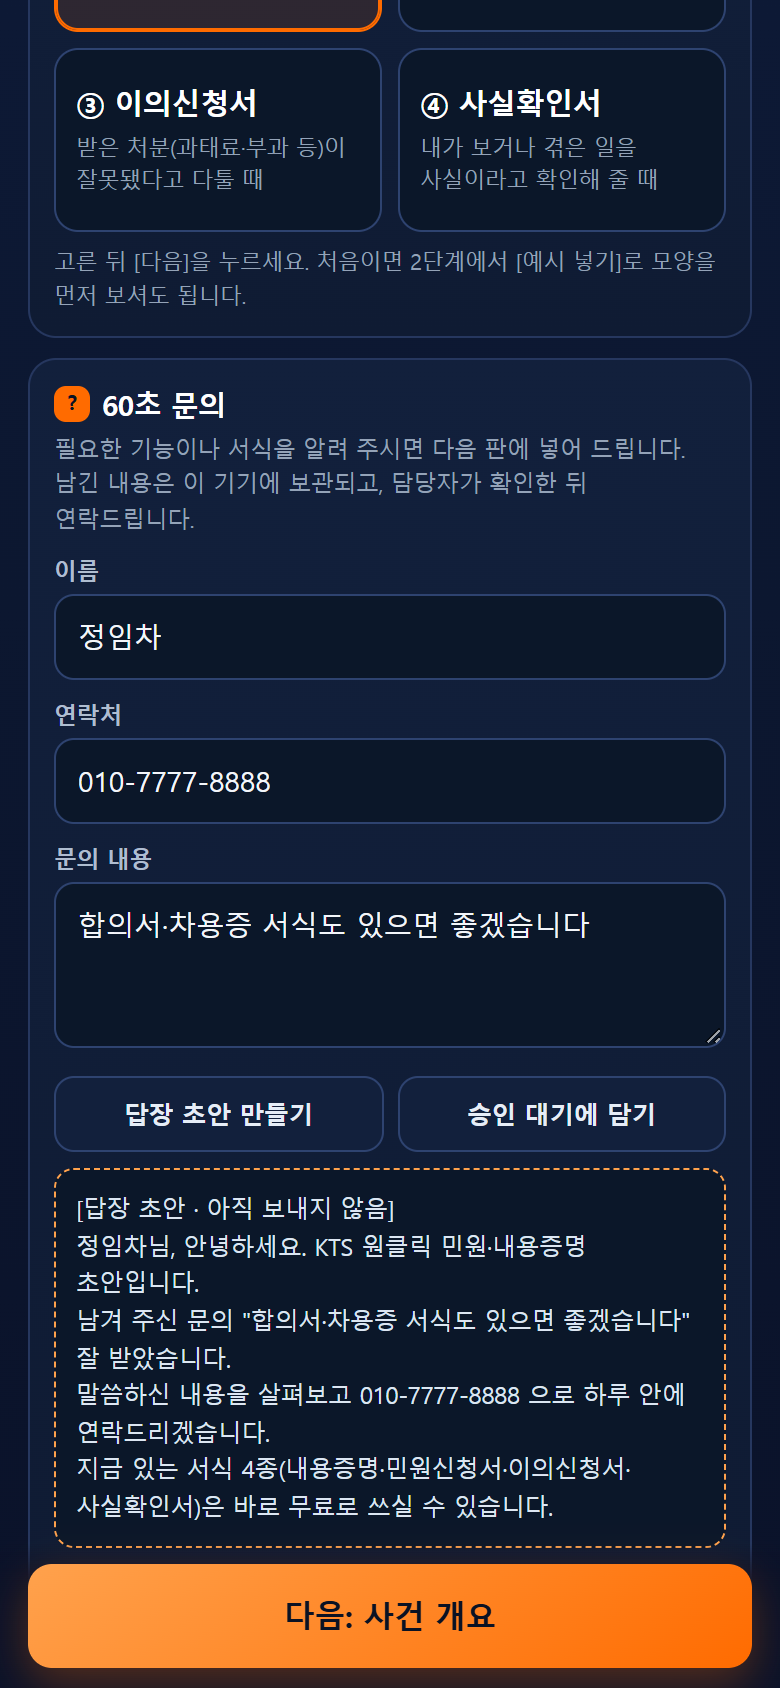 ③ 이의신청서
받은 처분(과태료·부과 등)이
잘못됐다고 다툴 때
④ 사실확인서
내가 보거나 겪은 일을
사실이라고 확인해 줄 때
고른 뒤 [다음]을 누르세요. 처음이면 2단계에서 [예시 넣기]로 모양을
먼저 보셔도 됩니다.
? 60초 문의
필요한 기능이나 서식을 알려 주시면 다음 판에 넣어 드립니다.
남긴 내용은 이 기기에 보관되고, 담당자가 확인한 뒤
연락드립니다.
이름
정임차
연락처
010-7777-8888
문의 내용
합의서·차용증 서식도 있으면 좋겠습니다
답장 초안 만들기
승인 대기에 담기
[답장 초안 · 아직 보내지 않음]
정임차님, 안녕하세요. KTS 원클릭 민원·내용증명
초안입니다.
남겨 주신 문의 "합의서·차용증 서식도 있으면 좋겠습니다"
잘 받았습니다.
말씀하신 내용을 살펴보고 010-7777-8888 으로 하루 안에
연락드리겠습니다.
지금 있는 서식 4종(내용증명·민원신청서·이의신청서·
사실확인서)은 바로 무료로 쓰실 수 있습니다.
다음: 사건 개요